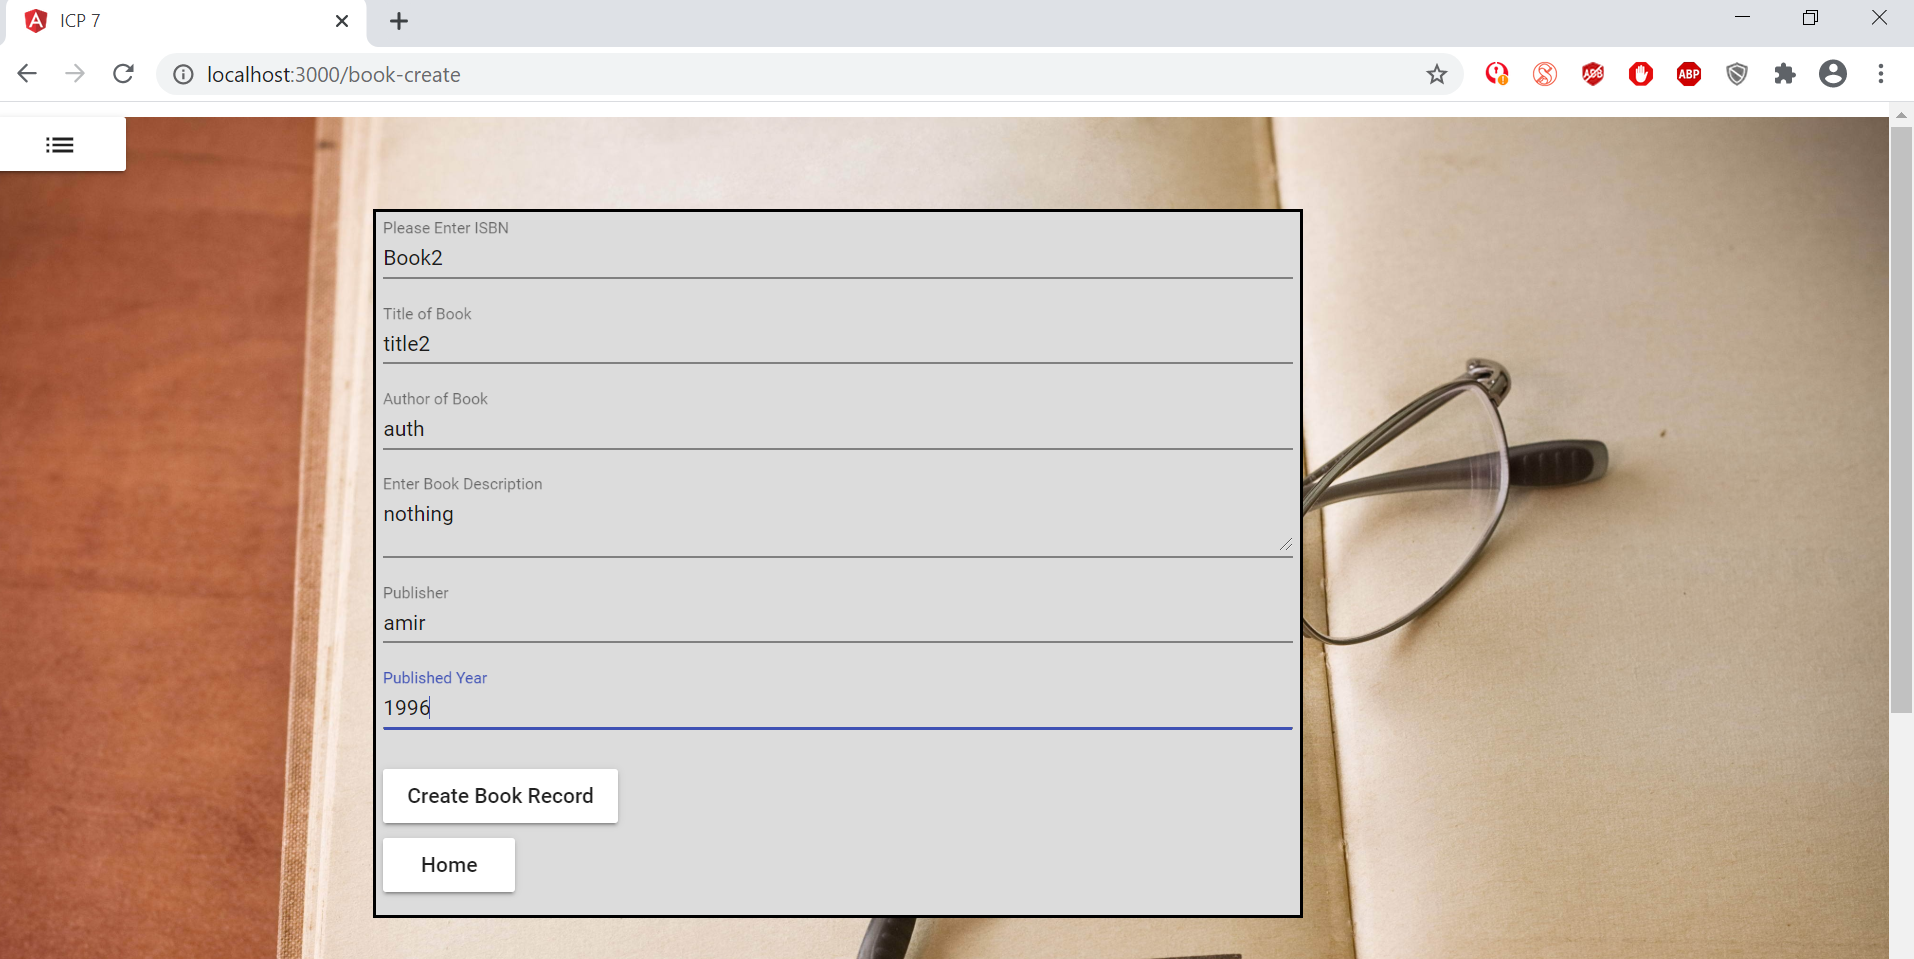 ICP 7
localhost:3000/book-create
ABP
Please Enter ISBN
Book2
Title of Book
title2
Author of Book
auth
Enter Book Description
nothing
Publisher
amir
Published Year
1996
Create Book Record
Home